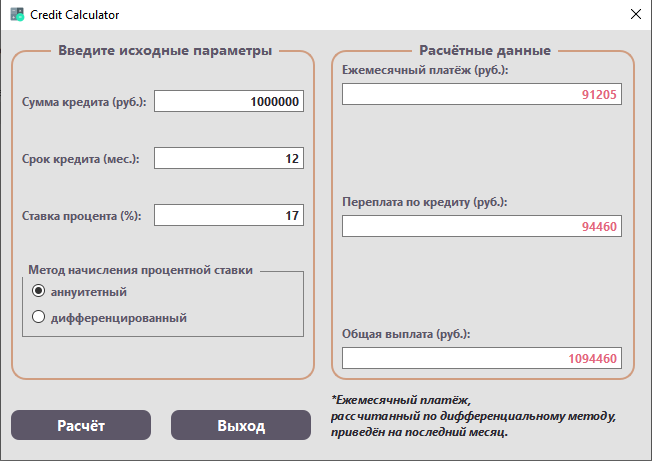 Credit Calculator
Введите исходные параметры
Сумма кредита (руб.): 1000000
Срок кредита (мес.): 12
Ставка процента (%): 17
Метод начисления процентной ставки
аннуитетный
дифференцированный
Расчёт
Выход
Расчётные данные
Ежемесячный платёж (руб.):
91205
Переплата по кредиту (руб.):
94460
Общая выплата (руб.):
1094460
*Ежемесячный платёж,
рассчитанный по дифференциальному методу,
приведён на последний месяц.